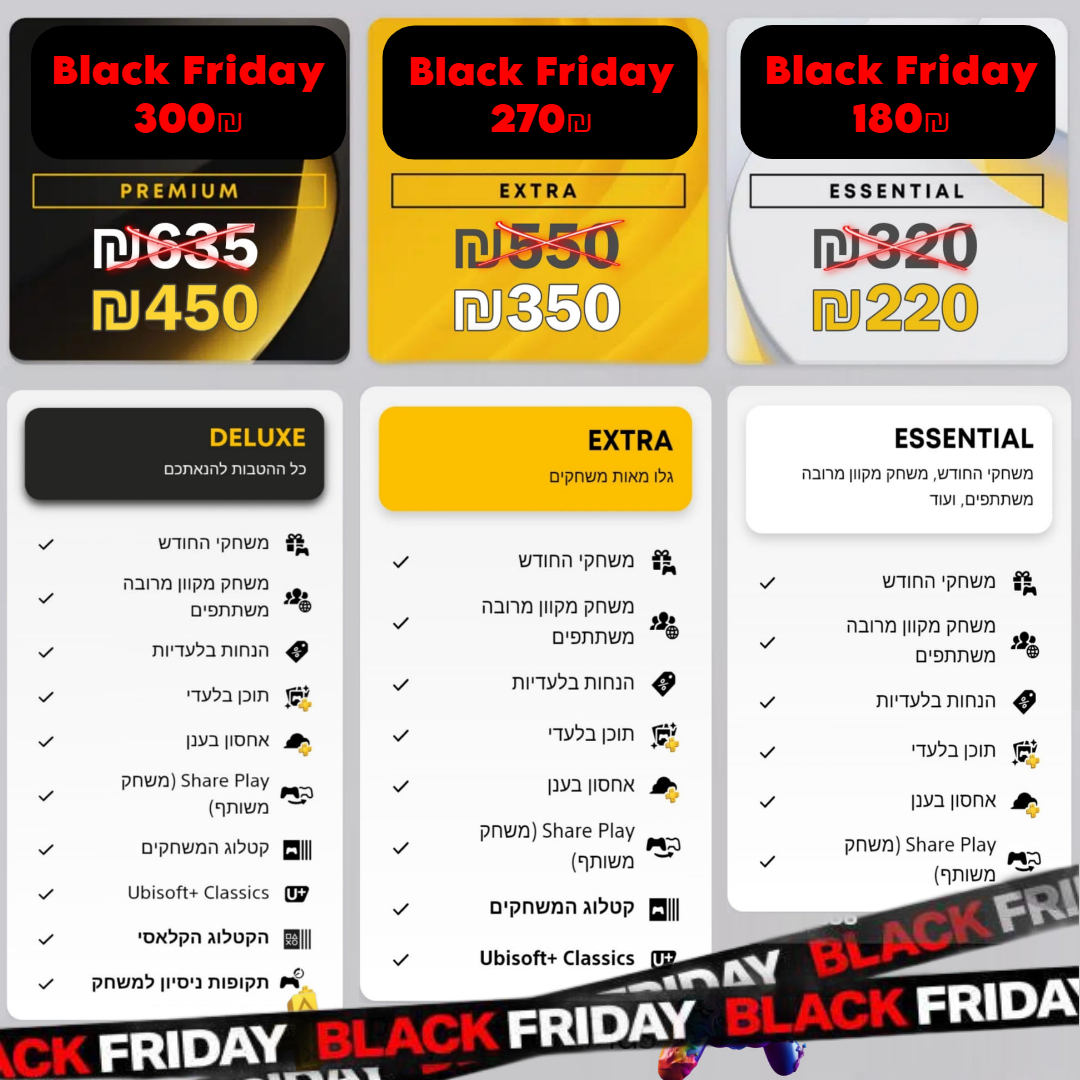 Black Friday
300₪
PREMIUM
₪635
₪450
Black Friday
270₪
EXTRA
₪550
₪350
Black Friday
180₪
ESSENTIAL
₪320
₪220
DELUXE
כל ההטבות להנאתכם
משחקי החודש
משחק מקוון מרובה
משתתפים
הנחות בלעדיות
תוכן בלעדי
אחסון בענן
Share Play (משחק
משותף)
קטלוג המשחקים
Ubisoft+ Classics
הקטלוג הקלאסי
תקופות ניסיון למשחק
EXTRA
גלו מאות משחקים
משחקי החודש
משחק מקוון מרובה
משתתפים
הנחות בלעדיות
תוכן בלעדי
אחסון בענן
Share Play (משחק
משותף)
קטלוג המשחקים
Ubisoft+ Classics
ESSENTIAL
משחקי החודש, משחק מקוון מרובה
משתתפים, ועוד
משחקי החודש
משחק מקוון מרובה
משתתפים
הנחות בלעדיות
תוכן בלעדי
אחסון בענן
Share Play (משחק
משותף)
FRIDAY BLACK FRI
ACK FRIDAY BLACK FRIDAY BLACK FRIDAY